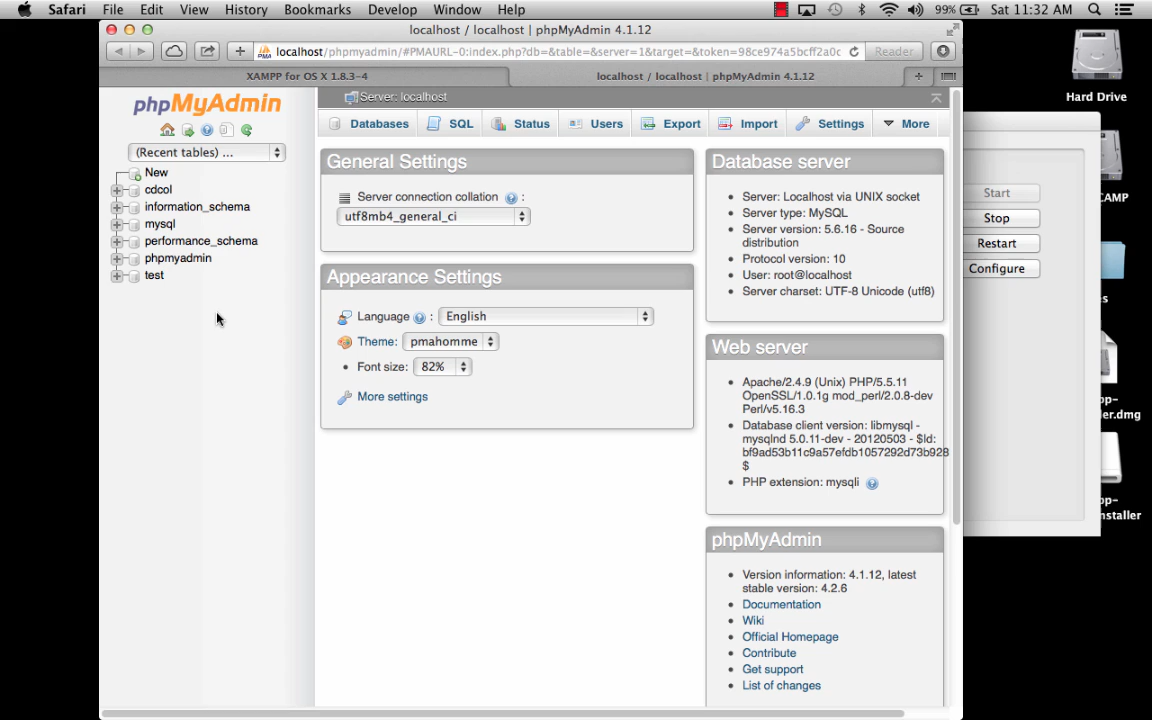 Safari File Edit View History Bookmarks Develop Window Help 99% Sat 11:32 AM
localhost / localhost | phpMyAdmin 4.1.12
localhost/phpmyadmin/#PMAURL-0:index.php?db=&table=&server=1&target=&token=98ce974a5bcff2a0c Reader
XAMPP for OS X 1.8.3-4
localhost / localhost | phpMyAdmin 4.1.12
phpMyAdmin
(Recent tables) ...
New
cdcol
information_schema
mysql
performance_schema
phpmyadmin
test
Server: localhost
Databases SQL Status Users Export Import Settings More
General Settings
Server connection collation :
utf8mb4_general_ci
Appearance Settings
Language : English
Theme: pmahomme
Font size: 82%
More settings
Database server
Server: Localhost via UNIX socket
Server type: MySQL
Server version: 5.6.16 - Source
distribution
Protocol version: 10
User: root@localhost
Server charset: UTF-8 Unicode (utf8)
Web server
Apache/2.4.9 (Unix) PHP/5.5.11
OpenSSL/1.0.1g mod_perl/2.0.8-dev
Perl/v5.16.3
Database client version: libmysql -
mysqlnd 5.0.11-dev - 20120503 - $Id:
bf9ad53b11c9a57efdb1057292d73b928
$
PHP extension: mysqli
phpMyAdmin
Version information: 4.1.12, latest
stable version: 4.2.6
Documentation
Wiki
Official Homepage
Contribute
Get support
List of changes
Start
Stop
Restart
Configure
Hard Drive
CAMP
es
pp-
ler.dmg
pp-
nstaller